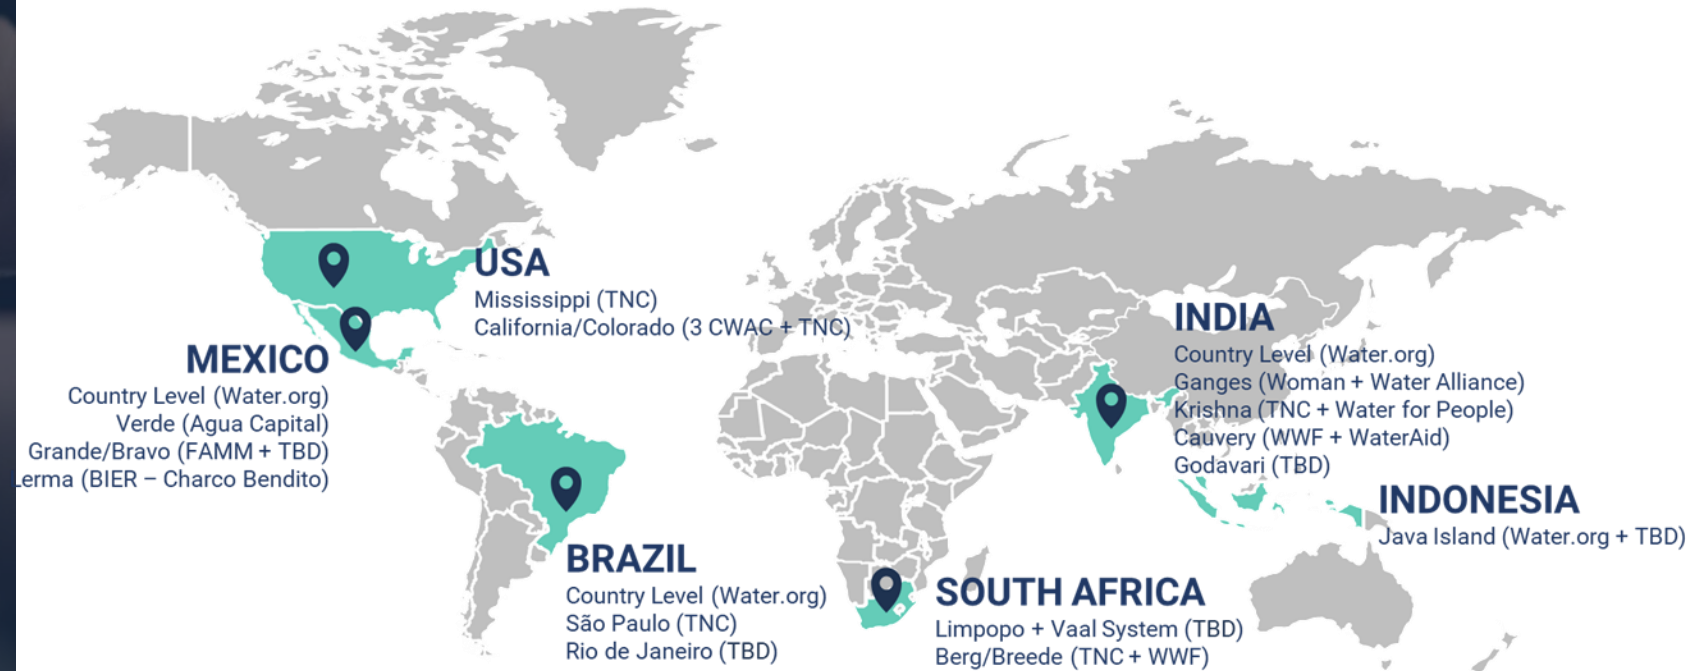 USA
Mississippi (TNC)
California/Colorado (3 CWAC + TNC)
MEXICO
Country Level (Water.org)
Verde (Agua Capital)
Grande/Bravo (FAMM + TBD)
Lerma (BIER – Charco Bendito)
BRAZIL
Country Level (Water.org)
São Paulo (TNC)
Rio de Janeiro (TBD)
SOUTH AFRICA
Limpopo + Vaal System (TBD)
Berg/Breede (TNC + WWF)
INDIA
Country Level (Water.org)
Ganges (Woman + Water Alliance)
Krishna (TNC + Water for People)
Cauvery (WWF + WaterAid)
Godavari (TBD)
INDONESIA
Java Island (Water.org + TBD)